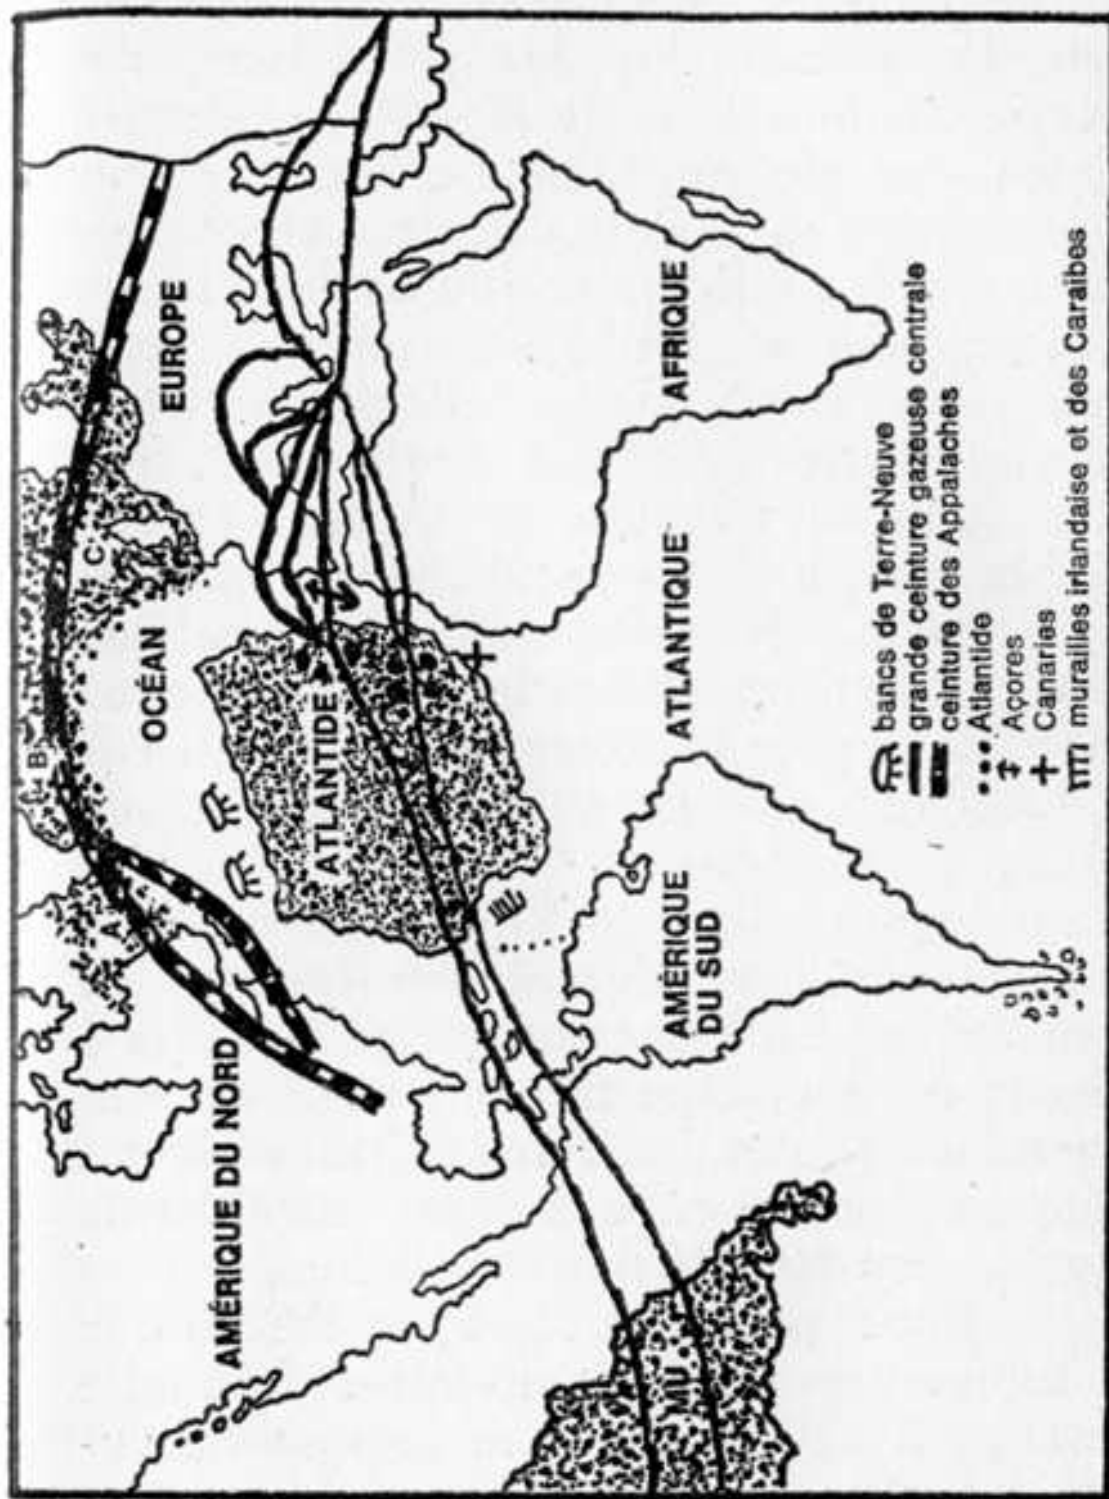 AMÉRIQUE DU NORD
OCÉAN
EUROPE
A
B
C
ATLANTIDE
MU
AMÉRIQUE
DU SUD
ATLANTIQUE
AFRIQUE
bancs de Terre-Neuve
grande ceinture gazeuse centrale
ceinture des Appalaches
Atlantide
Açores
Canaries
murailles irlandaise et des Caraïbes